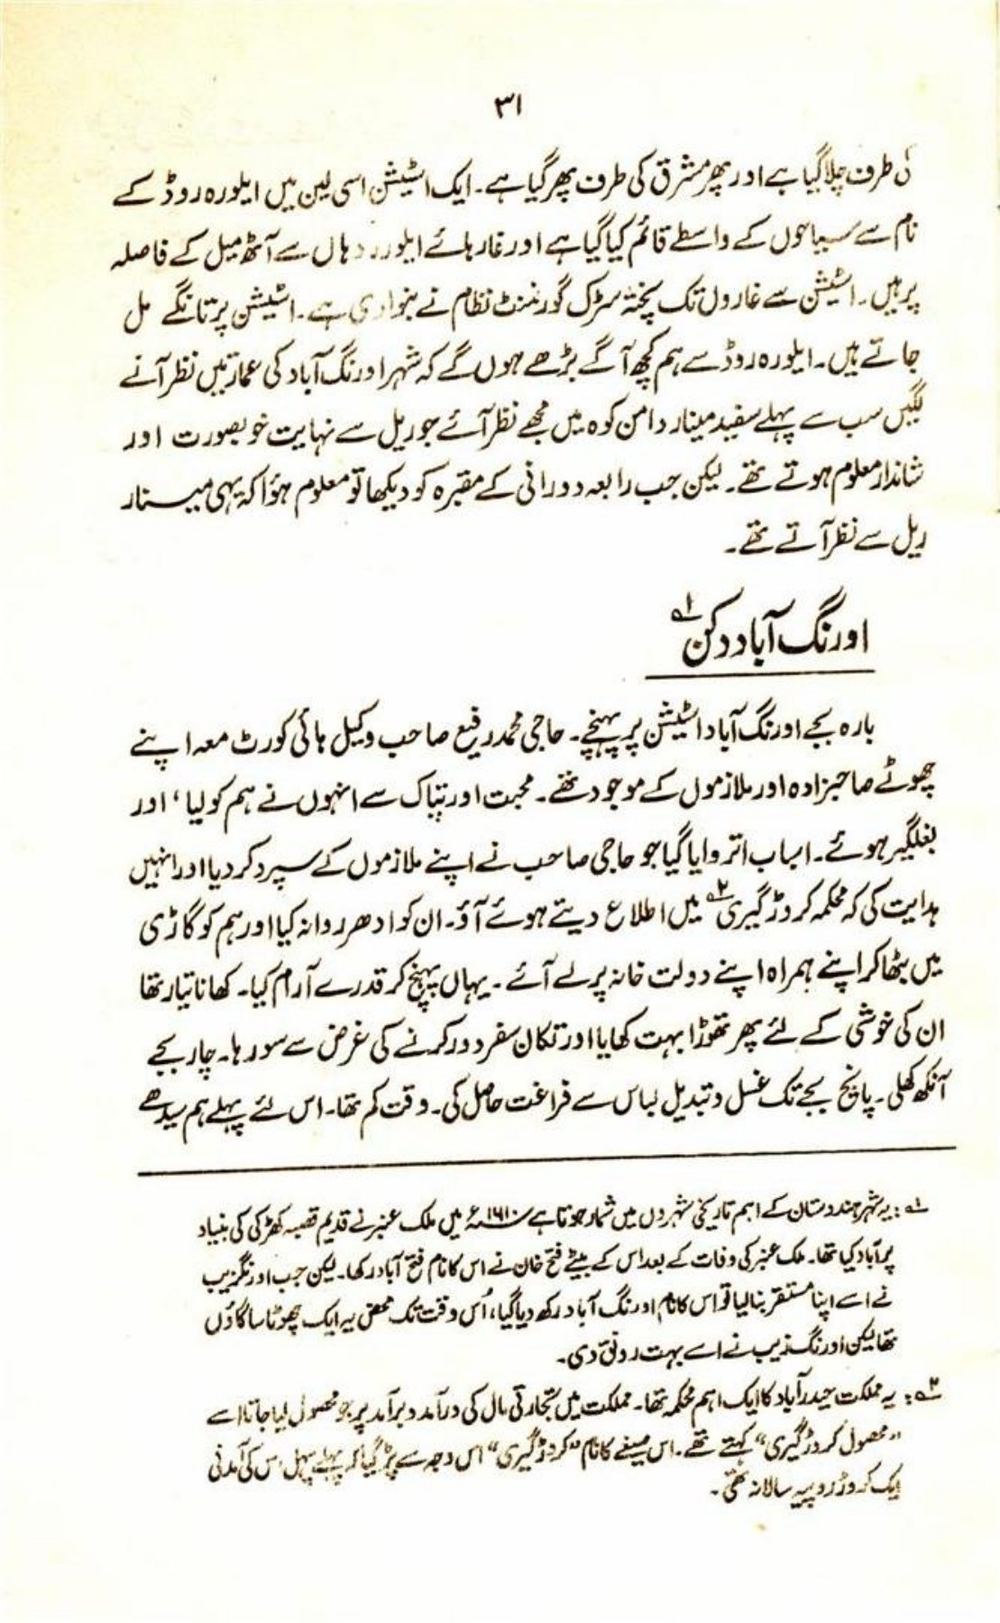 ۳۱
کی طرف چلا گیا ہے اور پھر مشرق کی طرف پھر گیا ہے۔ ایک اسٹیشن اسی لین میں ایلورہ روڈ کے
نام سے سیاحوں کے واسطے قائم کیا گیا ہے اور غار ہائے ایلورہ وہاں سے آٹھ میل کے فاصلہ
پر ہیں۔ اسٹیشن سے غاروں تک پختہ سڑک گورنمنٹ نظام نے بنوا دی ہے۔ اسٹیشن پر تانگے مل
جاتے ہیں۔ ایلورہ روڈ سے ہم کچھ آگے بڑھے ہوں گے کہ شہر اورنگ آباد کی عمارتیں نظر آنے
لگیں سب سے پہلے سفید مینار دامن کوہ میں مجھے نظر آئے جو ریل سے نہایت خوبصورت اور
شاندار معلوم ہوتے تھے۔ لیکن جب رابعہ دورانی کے مقبرہ کو دیکھا تو معلوم ہؤا کہ یہی مینار
ریل سے نظر آتے تھے۔
اورنگ آباد دکن ۱ہ
بارہ بجے اورنگ آباد اسٹیشن پر پہنچے۔ حاجی محمد رفیع صاحب وکیل ہائی کورٹ معہ اپنے
چھوٹے صاحبزادہ اور ملازموں کے موجود تھے۔ محبت اور تپاک سے انہوں نے ہم کو لیا، اور
بغلگیر ہوئے۔ اسباب اتروایا گیا جو حاجی صاحب نے اپنے ملازموں کے سپرد کر دیا اور انہیں
ہدایت کی کہ محکمہ کروڑ گیری ۲ہ میں اطلاع دیتے ہوئے آؤ۔ ان کو ادھر روانہ کیا اور ہم کو گاڑی
میں بٹھا کر اپنے ہمراہ اپنے دولت خانہ پر لے آئے۔ یہاں پہنچ کر قدرے آرام کیا۔ کھانا تیار تھا
ان کی خوشی کے لئے پھر تھوڑا بہت کھایا اور تکان سفر دور کرنے کی غرض سے سو رہا۔ چار بجے
آنکھ کھلی۔ پانچ بجے تک غسل و تبدیل لباس سے فراغت حاصل کی۔ وقت کم تھا۔ اس لئے پہلے ہم سیدھے
۱ہ: یہ شہر ہندوستان کے اہم تاریخی شہروں میں شمار ہوتا ہے ۱۶۱۰ء میں ملک عنبر نے قدیم قصبہ کھڑکی کی بنیاد
پر آباد کیا تھا۔ ملک عنبر کی وفات کے بعد اس کے بیٹے فتح خان نے اس کا نام فتح آباد رکھا۔ لیکن جب اورنگزیب
نے اسے اپنا مستقر بنا لیا تو اس کا نام اورنگ آباد رکھ دیا گیا، اُس وقت تک محض یہ ایک چھوٹا سا گاؤں
تھا لیکن اورنگ زیب نے اسے بہت رونق دی۔
۲ہ: یہ مملکت حیدرآباد کا ایک اہم محکمہ تھا۔ مملکت میں تجارتی مال کی درآمد و برآمد پر جو محصول لیا جاتا اسے
"محصول کروڑ گیری" کہتے تھے۔ اس صیغے کا نام "کروڑ گیری" اس وجہ سے پڑ گیا کہ پہلے پہل اس کی آمدنی
ایک کروڑ روپیہ سالانہ تھی۔